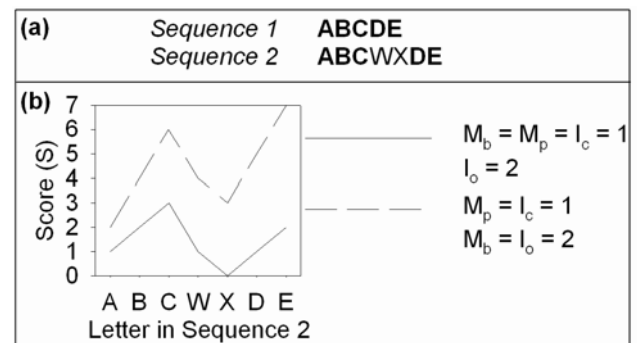 (a) Sequence 1 ABCDE
Sequence 2 ABCWXDE
(b)
7
6
5
4
3
2
1
0
Score (S)
A B C W X D E
Letter in Sequence 2
M_b = M_p = I_c = 1
I_o = 2
M_p = I_c = 1
M_b = I_o = 2